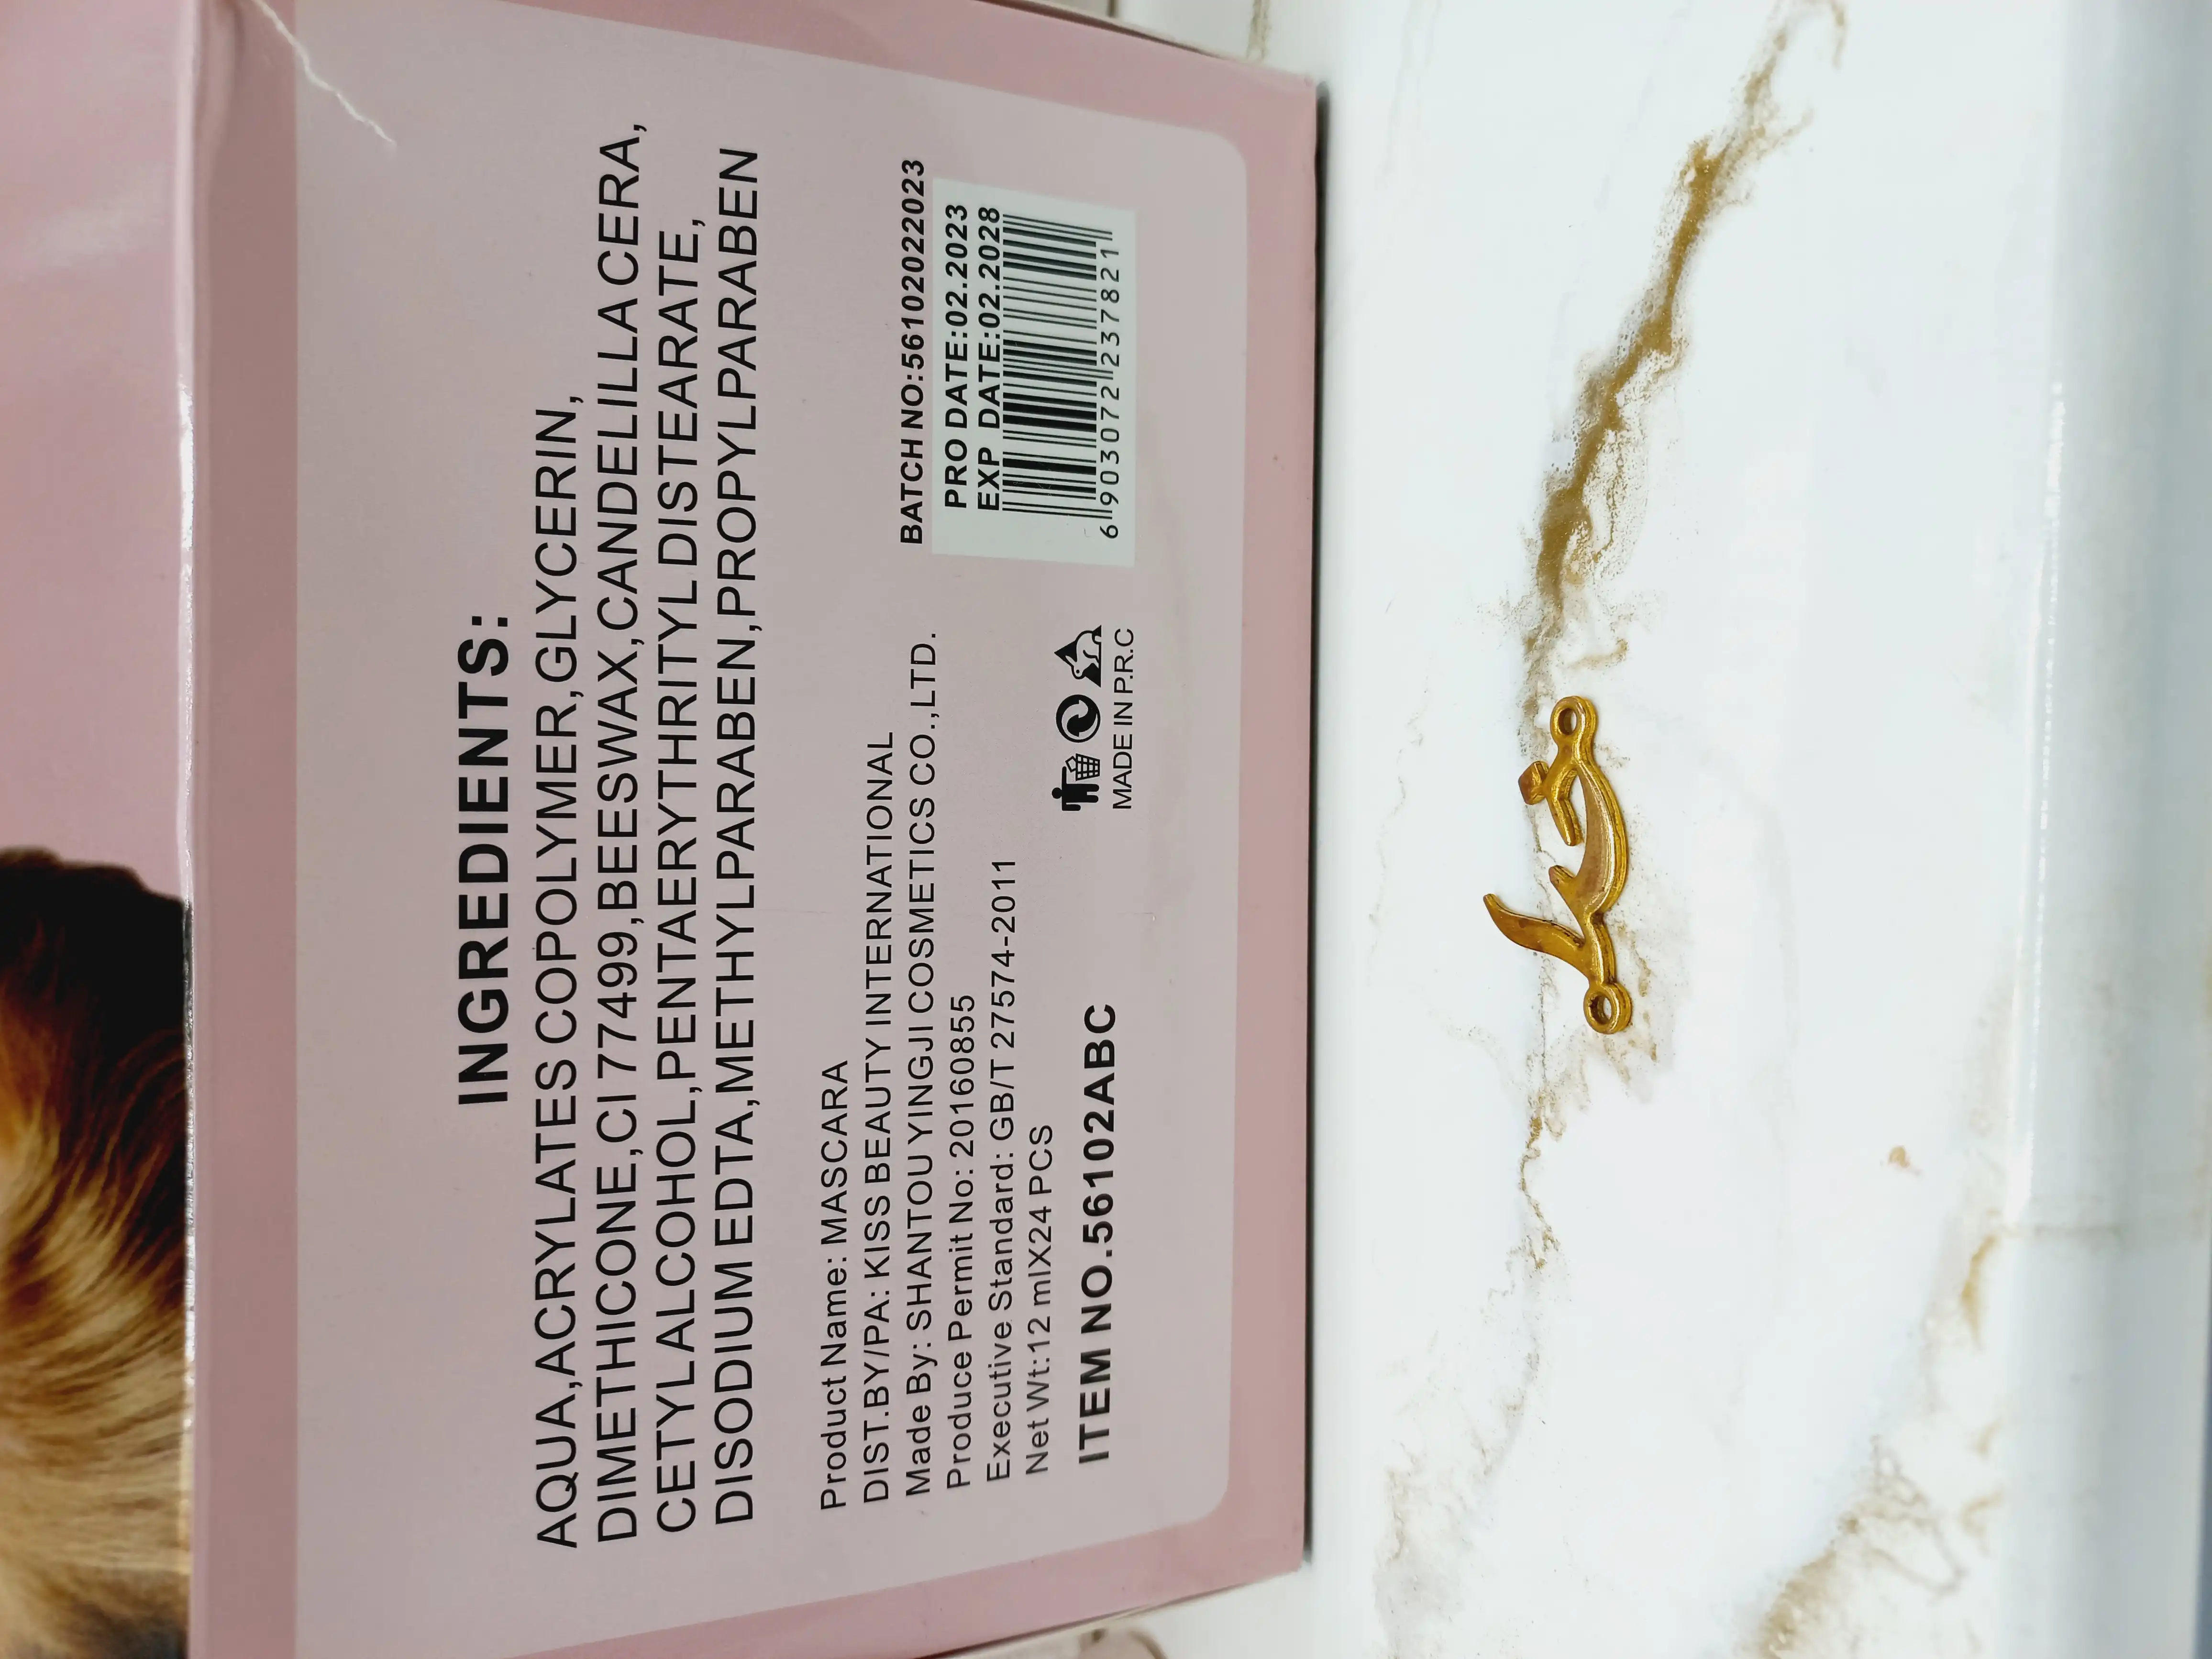 INGREDIENTS:
AQUA,ACRYLATES COPOLYMER,GLYCERIN,
DIMETHICONE,CI 77499,BEESWAX,CANDELILLA CERA,
CETYLALCOHOL,PENTAERYTHRITYL DISTEARATE,
DISODIUM EDTA,METHYLPARABEN,PROPYLPARABEN
Product Name: MASCARA
DIST.BY/PA: KISS BEAUTY INTERNATIONAL
Made By: SHANTOU YINGJI COSMETICS CO.,LTD.
Produce Permit No: 20160855
Executive Standard: GB/T 27574-2011
Net Wt:12 mlX24 PCS
ITEM NO.56102ABC
MADE IN P.R.C
BATCH NO:56102022023
PRO DATE:02.2023
EXP DATE:02.2028
6 903072 237821